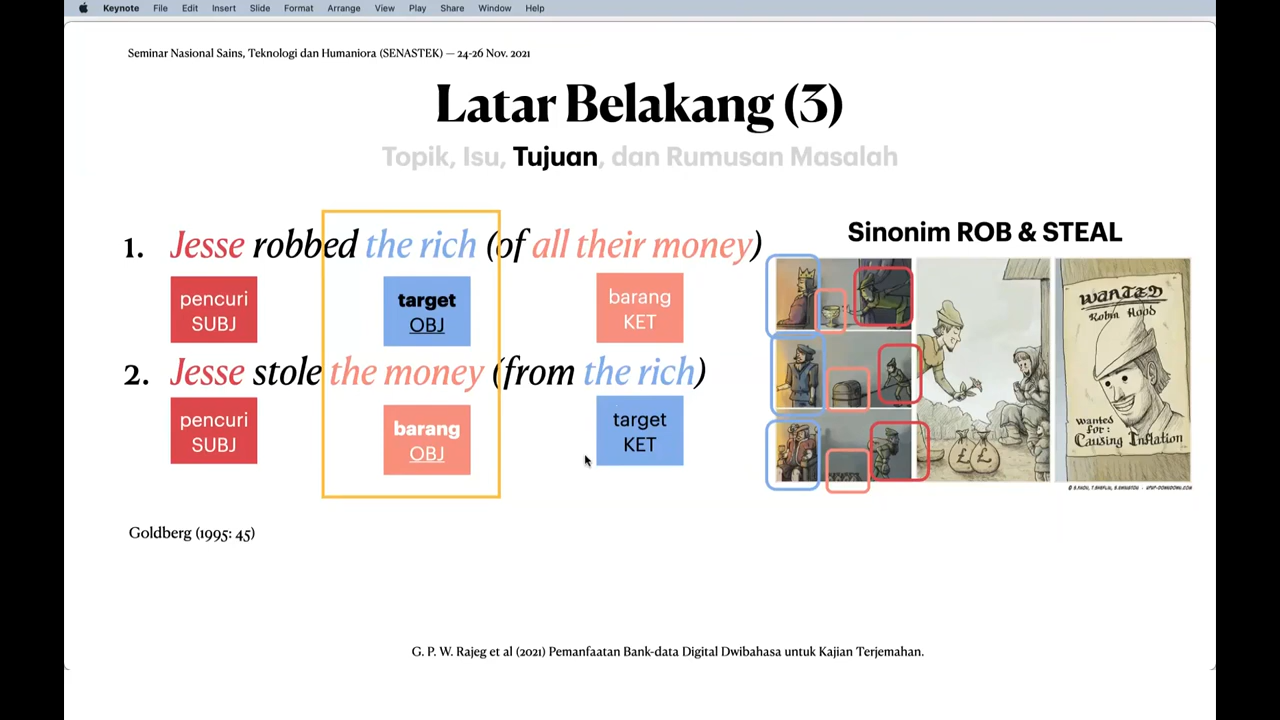 Keynote File Edit Insert Slide Format Arrange View Play Share Window Help
Seminar Nasional Sains, Teknologi dan Humaniora (SENASTEK) — 24-26 Nov. 2021
Latar Belakang (3)
Topik, Isu, Tujuan, dan Rumusan Masalah
1. Jesse robbed the rich (of all their money)
pencuri
SUBJ
target
OBJ
barang
KET
2. Jesse stole the money (from the rich)
pencuri
SUBJ
barang
OBJ
target
KET
Goldberg (1995: 45)
Sinonim ROB & STEAL
WANTED
Robin Hood
Wanted
for:
Causing Inflation
£ £
G. P. W. Rajeg et al (2021) Pemanfaatan Bank-data Digital Dwibahasa untuk Kajian Terjemahan.